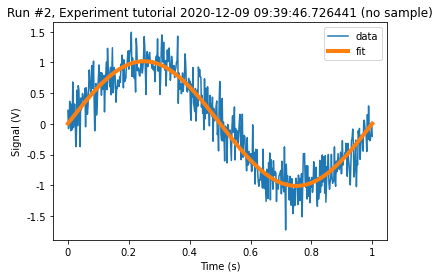 Run #2, Experiment tutorial 2020-12-09 09:39:46.726441 (no sample)
data
fit
Signal (V)
1.5
1
0.5
0
-0.5
-1
-1.5
0
0.2
0.4
0.6
0.8
1
Time (s)